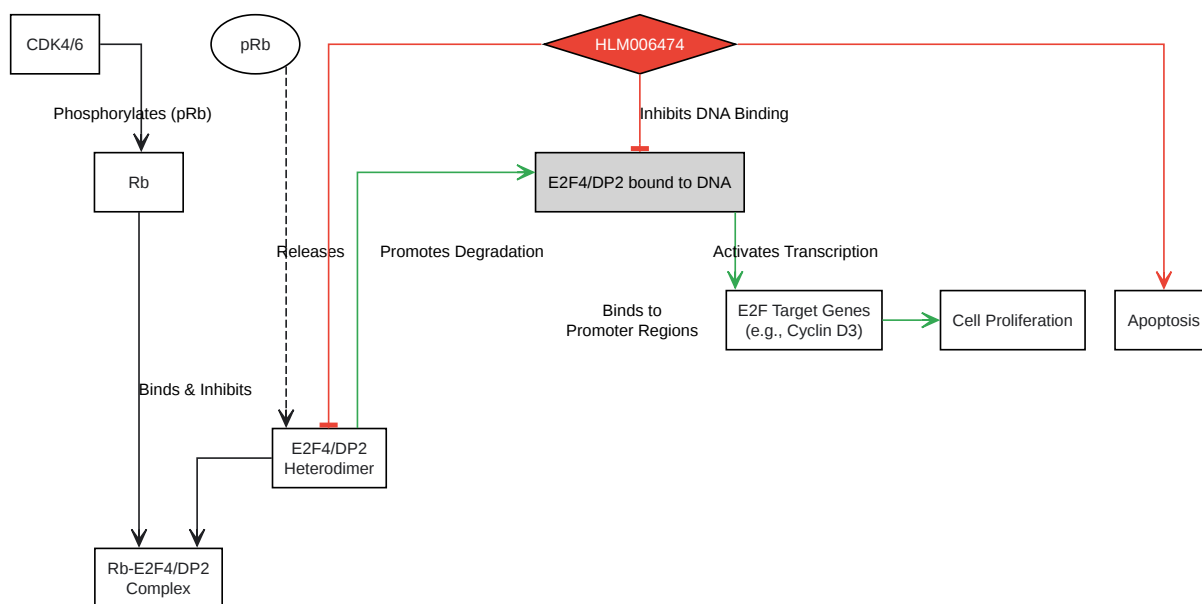 CDK4/6
pRb
HLM006474
Phosphorylates (pRb)
Inhibits DNA Binding
Rb
E2F4/DP2 bound to DNA
Releases
Promotes Degradation
Activates Transcription
Binds to
Promoter Regions
E2F Target Genes
(e.g., Cyclin D3)
Cell Proliferation
Apoptosis
Binds & Inhibits
E2F4/DP2
Heterodimer
Rb-E2F4/DP2
Complex